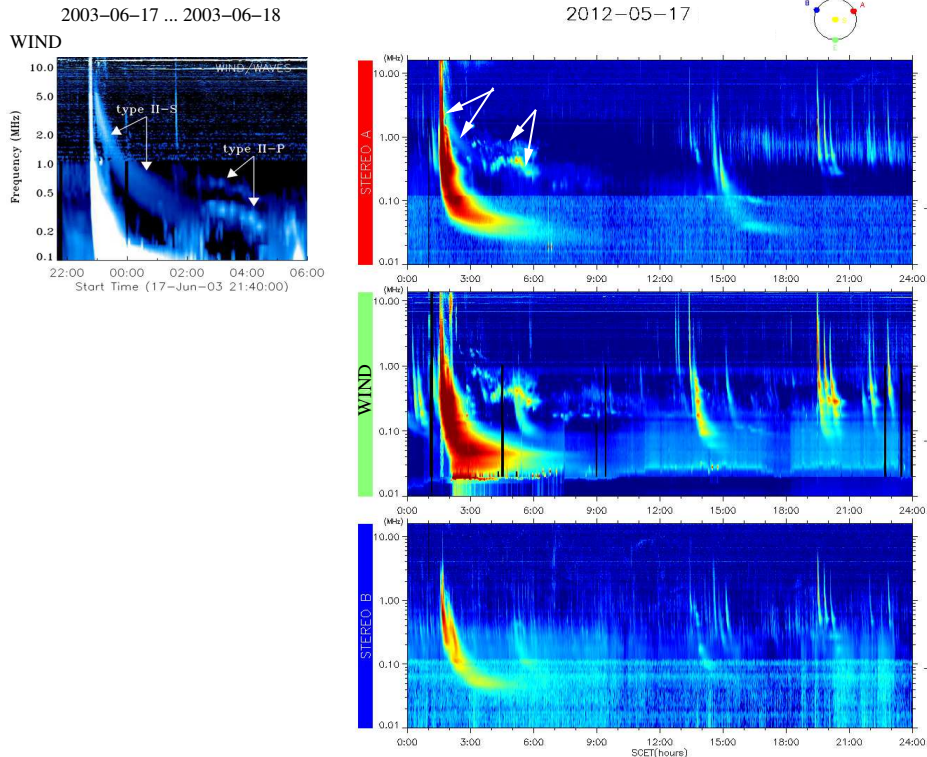 2003-06-17 ... 2003-06-18
2012-05-17
B
A
E
WIND
WIND/WAVES
type II-S
type II-P
Frequency (MHz)
10.0
5.0
2.0
1.0
0.5
0.2
0.1
22:00 00:00 02:00 04:00 06:00
Start Time (17-Jun-03 21:40:00)
STEREO A
(MHz)
10.00
1.00
0.10
0.01
0:00 3:00 6:00 9:00 12:00 15:00 18:00 21:00 24:00
WIND
(MHz)
10.00
1.00
0.10
0.01
0:00 3:00 6:00 9:00 12:00 15:00 18:00 21:00 24:00
STEREO B
(MHz)
10.00
1.00
0.10
0.01
0:00 3:00 6:00 9:00 12:00 15:00 18:00 21:00 24:00
SCET(hours)